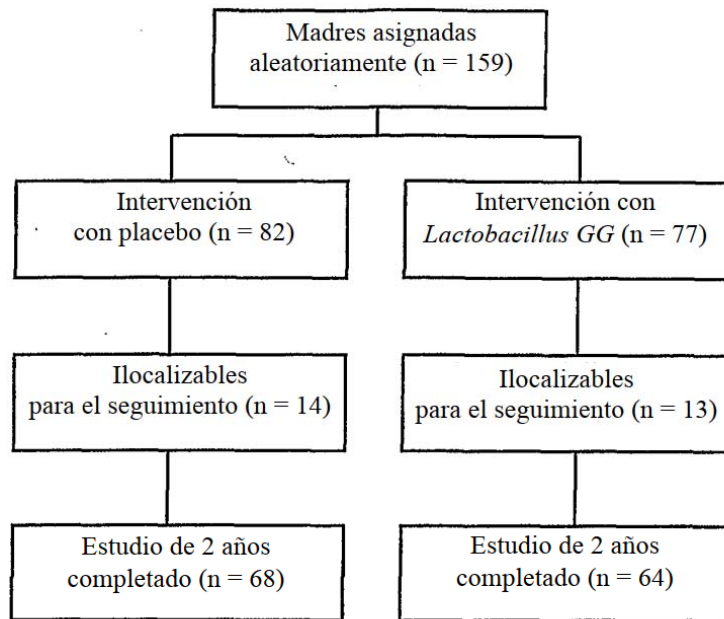 Madres asignadas
aleatoriamente (n = 159)
Intervención
con placebo (n = 82)
Intervención con
Lactobacillus GG (n = 77)
Ilocalizables
para el seguimiento (n = 14)
Ilocalizables
para el seguimiento (n = 13)
Estudio de 2 años
completado (n = 68)
Estudio de 2 años
completado (n = 64)